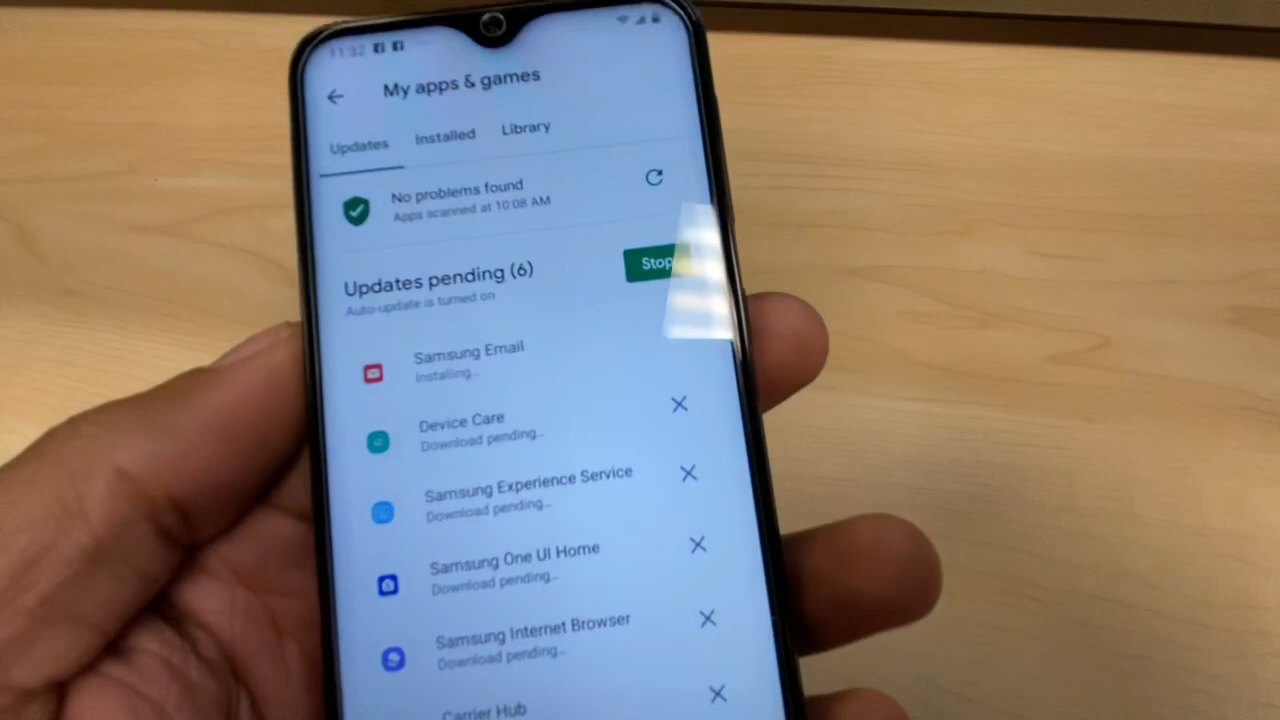 11:32
My apps & games
Updates Installed Library
No problems found
Apps scanned at 10:08 AM
Updates pending (6)
Stop
Auto-update is turned on
Samsung Email
Installing...
Device Care
Download pending...
Samsung Experience Service
Download pending...
Samsung One UI Home
Download pending...
Samsung Internet Browser
Download pending...
Carrier Hub